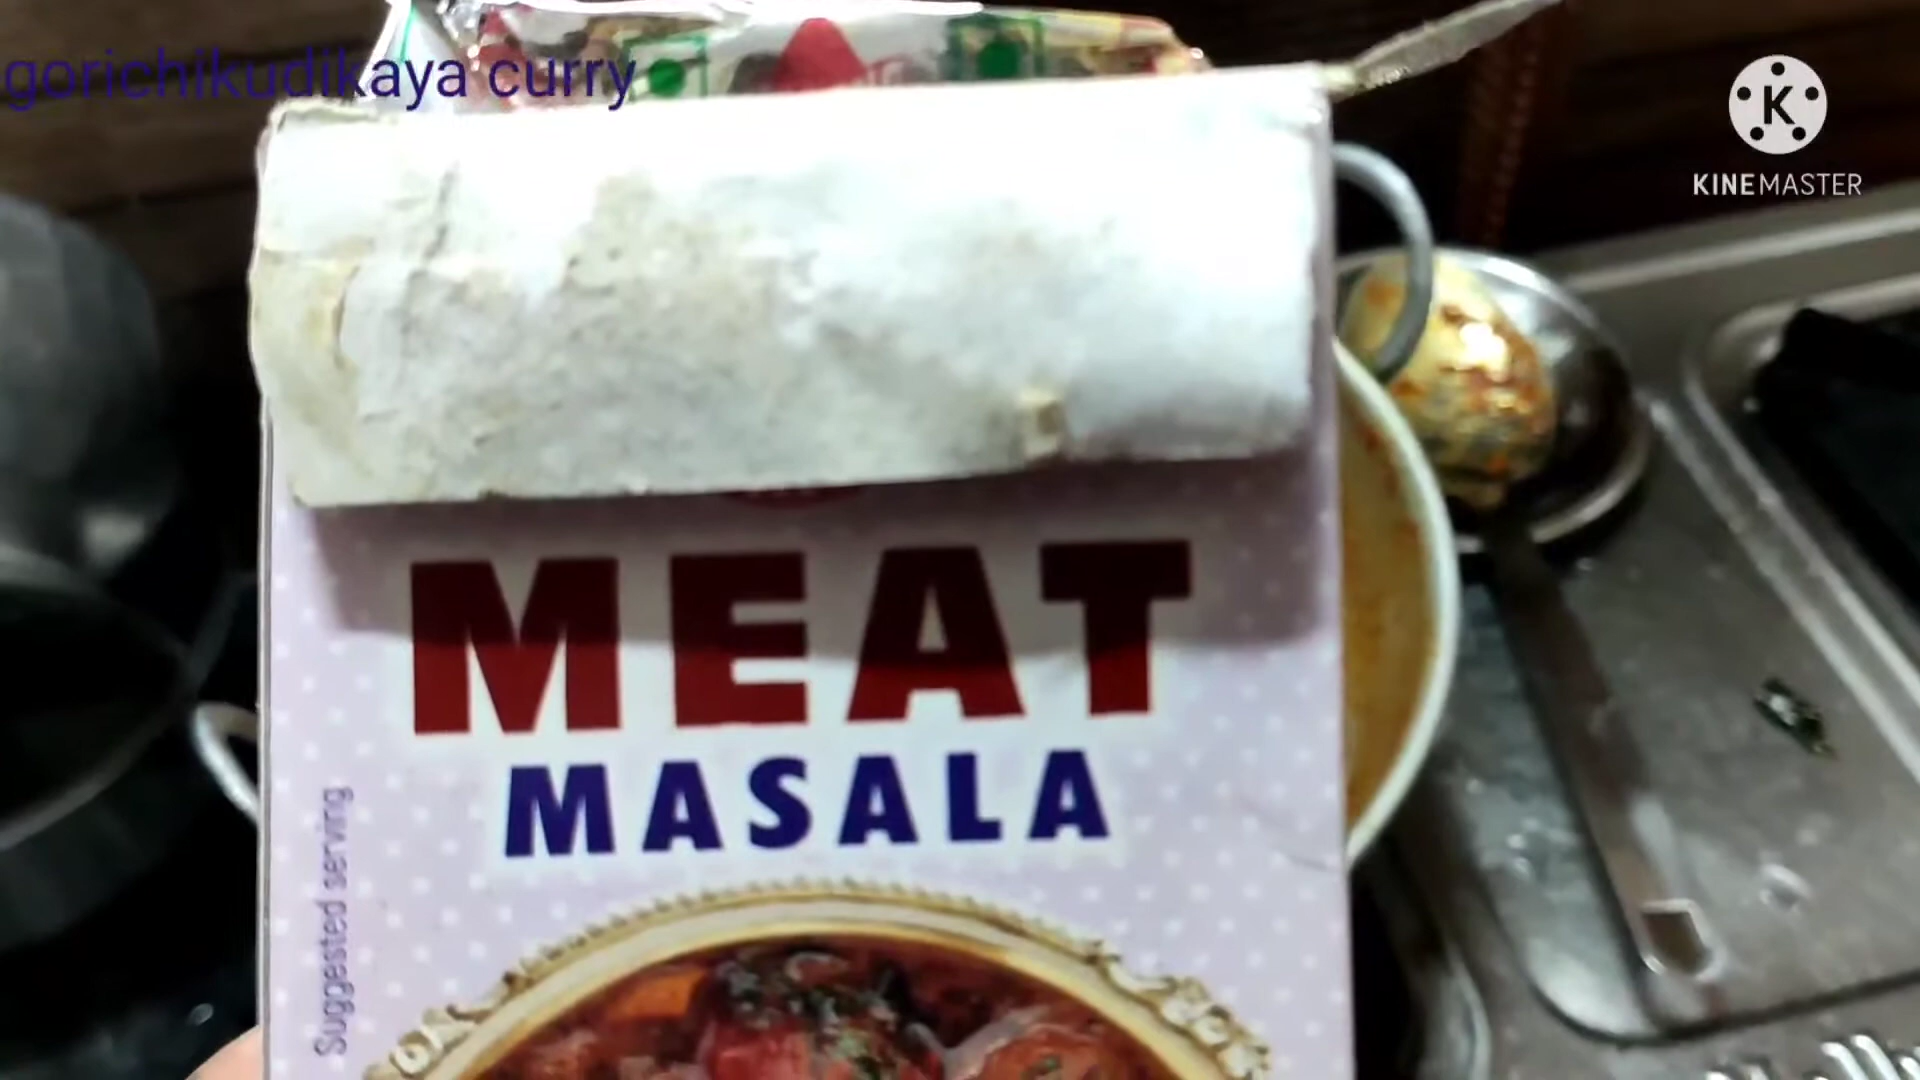 gorichikudikaya curry
KINEMASTER
MEAT
MASALA
Suggested serving